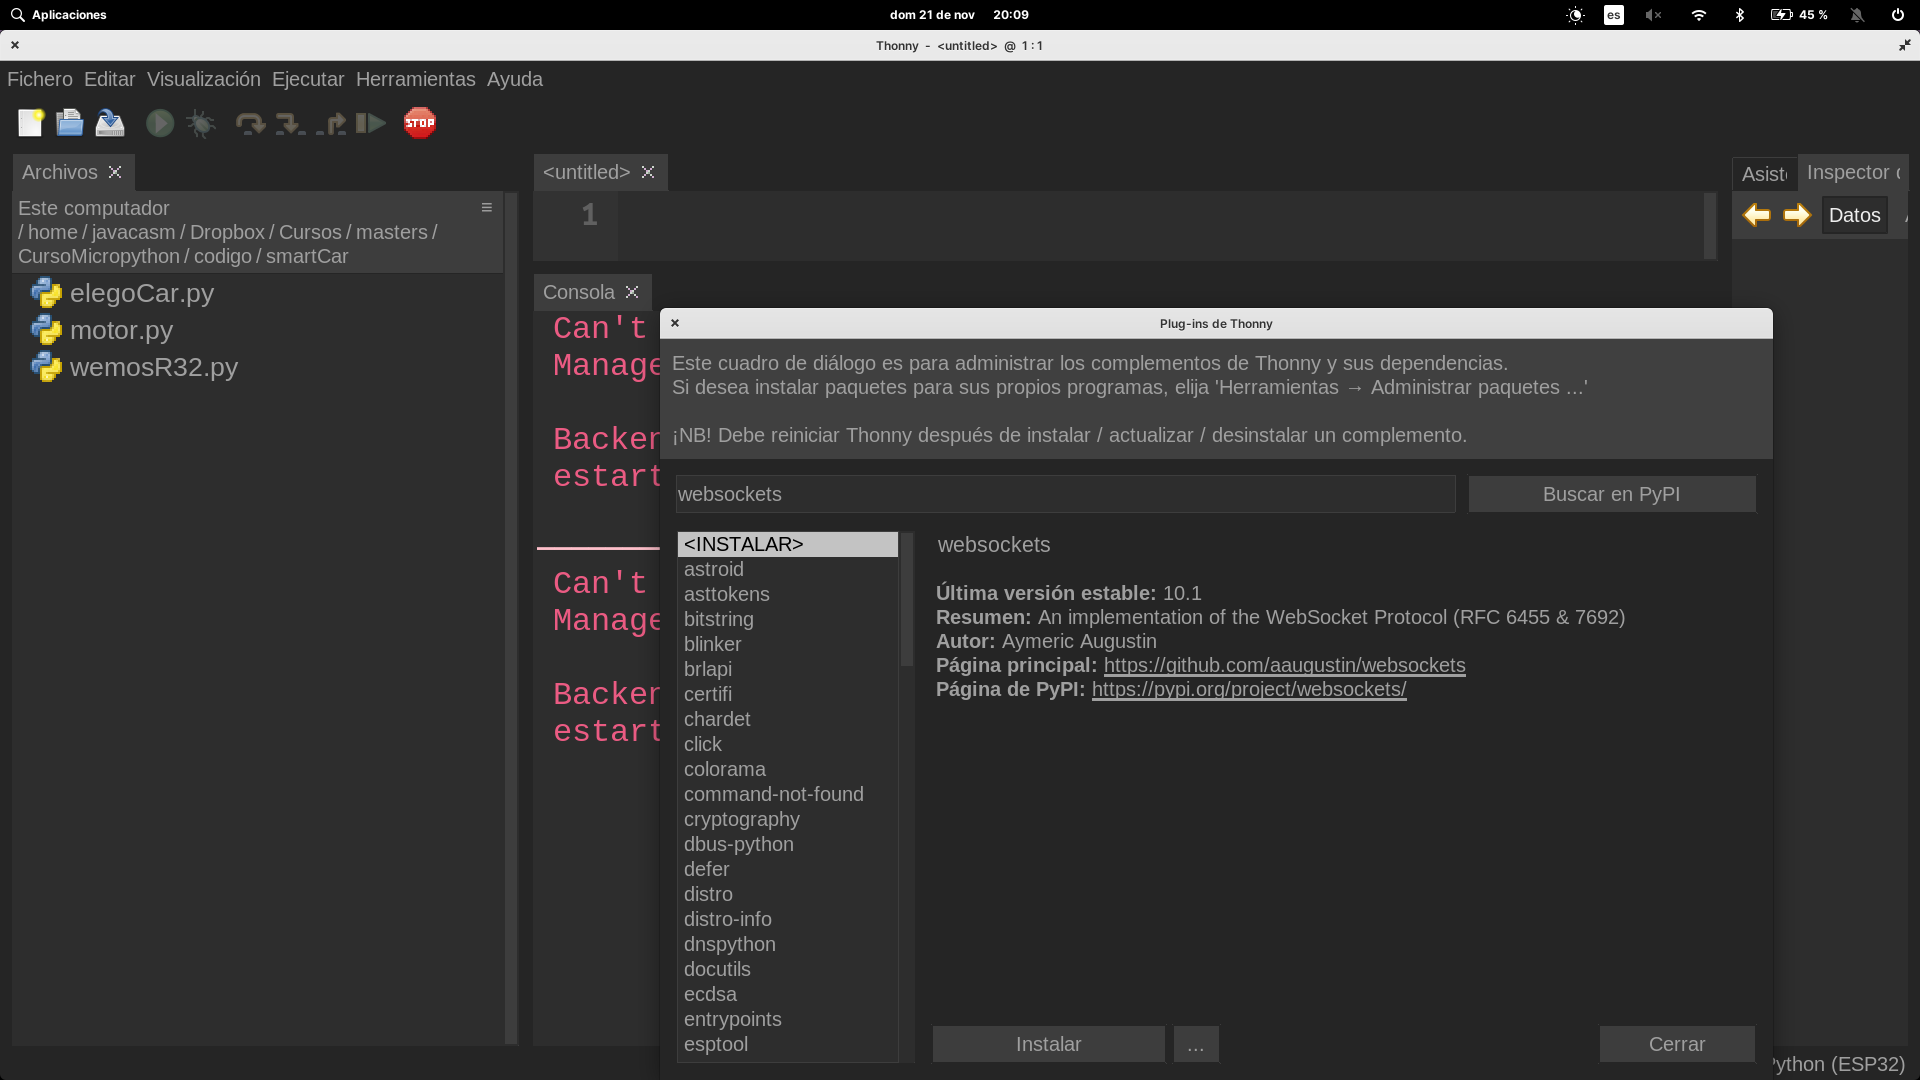 Aplicaciones
dom 21 de nov 20:09
es
45 %
Thonny - <untitled> @ 1:1
Fichero Editar Visualización Ejecutar Herramientas Ayuda
STOP
Archivos
Este computador
/ home / javacasm / Dropbox / Cursos / masters /
CursoMicropython / codigo / smartCar
elegoCar.py
motor.py
wemosR32.py
<untitled>
1
Consola
Can't
Manage
Backen
estart
Can't
Manage
Backen
estart
Inspector
Datos
Plug-ins de Thonny
Este cuadro de diálogo es para administrar los complementos de Thonny y sus dependencias.
Si desea instalar paquetes para sus propios programas, elija 'Herramientas → Administrar paquetes ...'
¡NB! Debe reiniciar Thonny después de instalar / actualizar / desinstalar un complemento.
websockets
Buscar en PyPI
<INSTALAR>
astroid
asttokens
bitstring
blinker
brlapi
certifi
chardet
click
colorama
command-not-found
cryptography
dbus-python
defer
distro
distro-info
dnspython
docutils
ecdsa
entrypoints
esptool
websockets
Última versión estable: 10.1
Resumen: An implementation of the WebSocket Protocol (RFC 6455 & 7692)
Autor: Aymeric Augustin
Página principal: https://github.com/aaugustin/websockets
Página de PyPI: https://pypi.org/project/websockets/
Instalar
...
Cerrar
Python (ESP32)